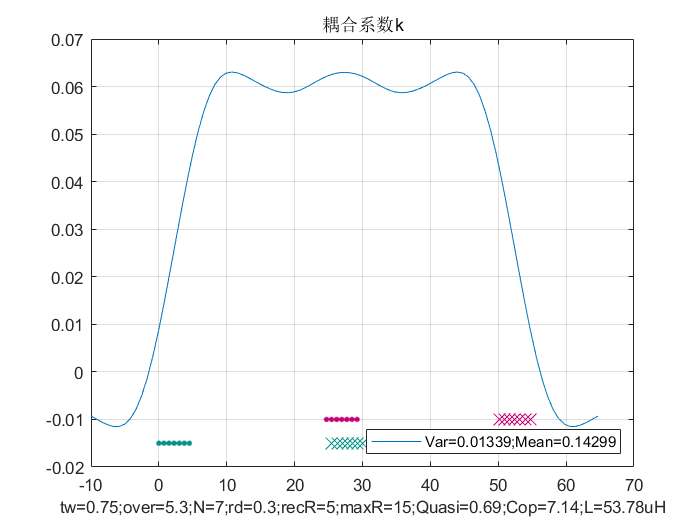 耦合系数k
0.07
0.06
0.05
0.04
0.03
0.02
0.01
0
-0.01
-0.02
Var=0.01339;Mean=0.14299
-10 0 10 20 30 40 50 60 70
tw=0.75;over=5.3;N=7;rd=0.3;recR=5;maxR=15;Quasi=0.69;Cop=7.14;L=53.78uH